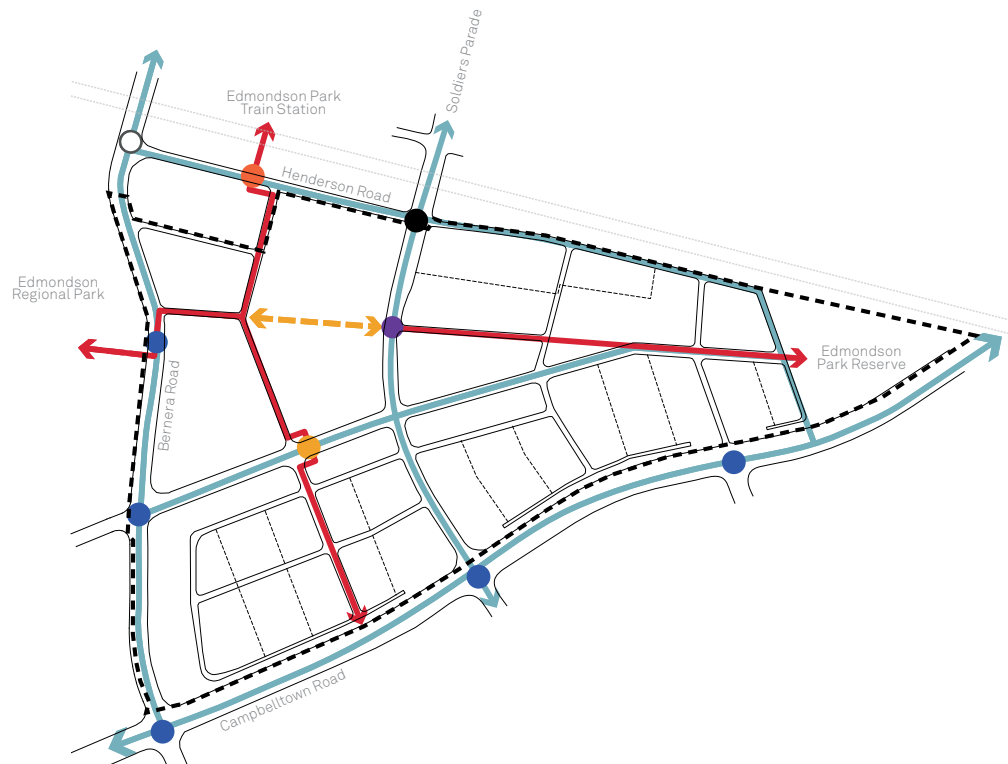 Soldiers Parade
Edmondson Park
Train Station
Henderson Road
Edmondson
Regional Park
Edmondson
Park Reserve
Bernera Road
Campbelltown Road